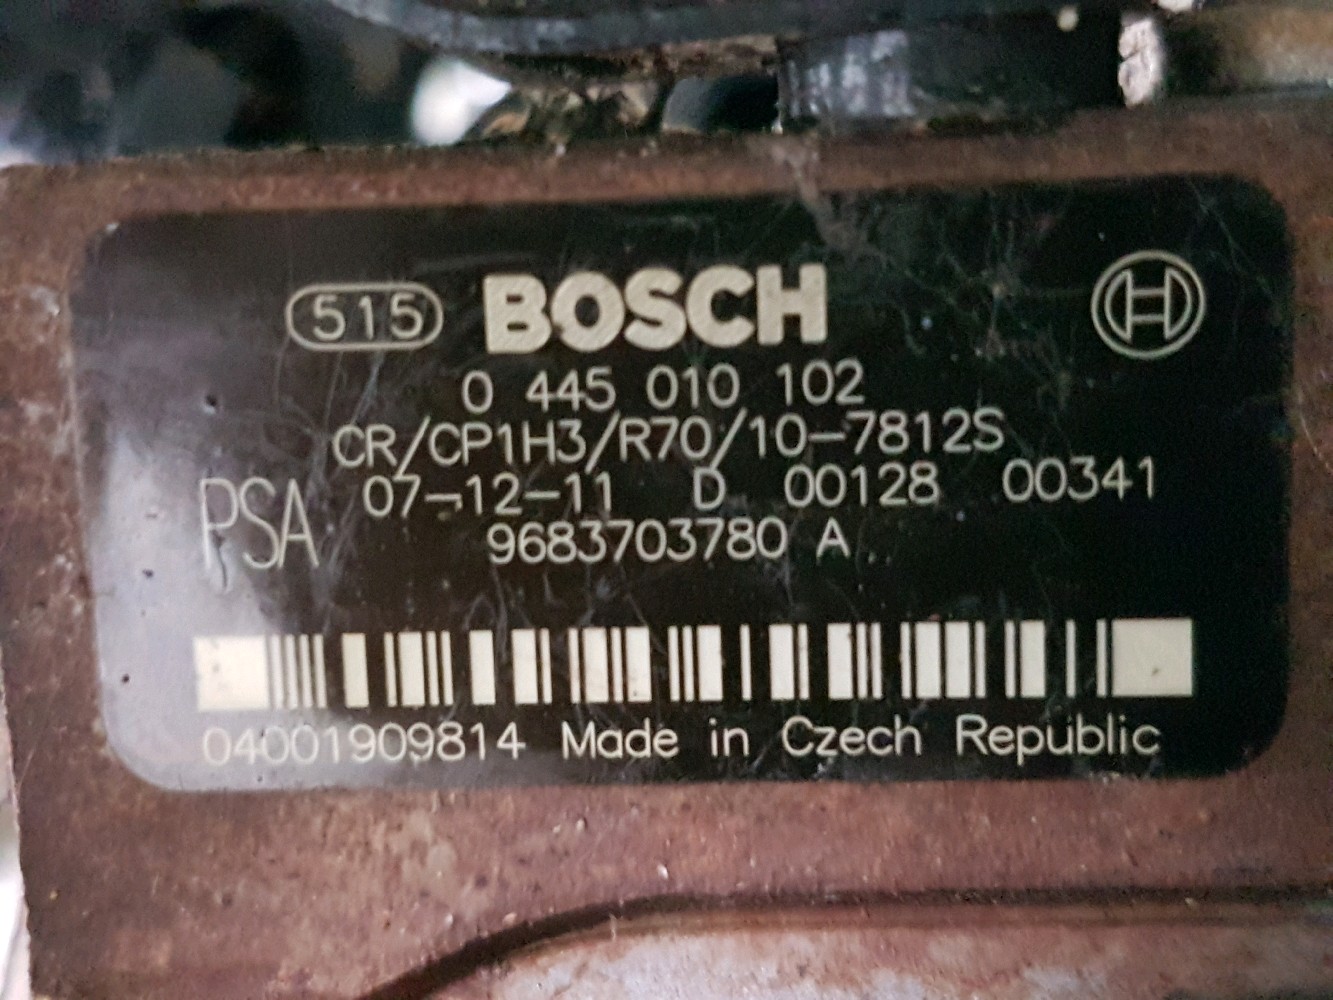 515 BOSCH
0 445 010 102
CR/CP1H3/R70/10-7812S
PSA 07-12-11 D 00128 00341
9683703780 A
04001909814 Made in Czech Republic